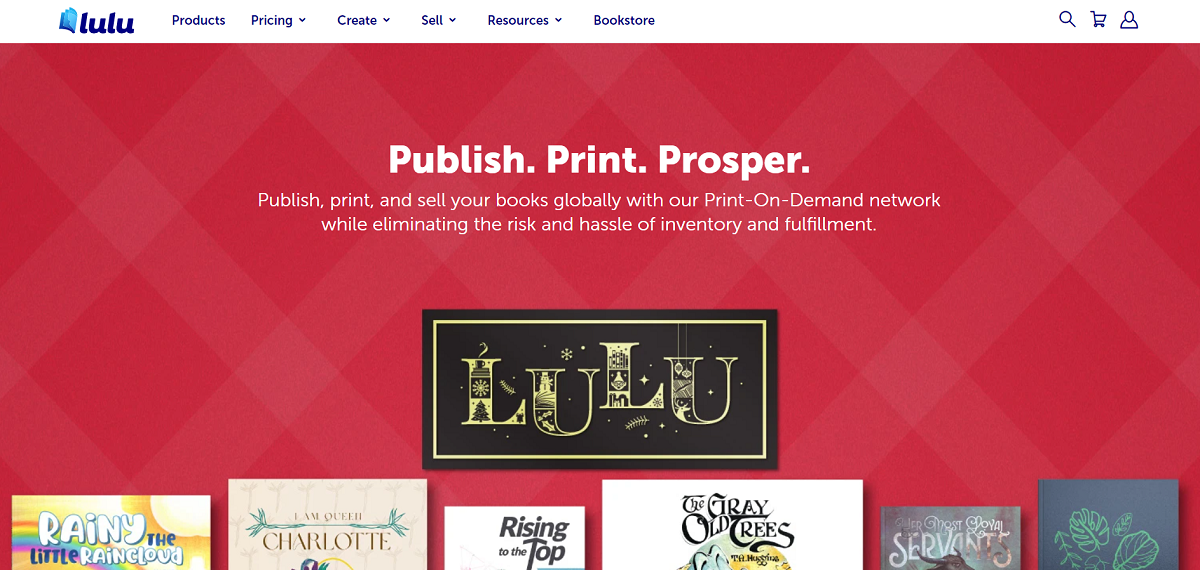 lulu
Products
Pricing
Create
Sell
Resources
Bookstore
Publish. Print. Prosper.
Publish, print, and sell your books globally with our Print-On-Demand network
while eliminating the risk and hassle of inventory and fulfillment.
LULU
RAiNY THE
LiTTLE RAiNCLOUD
I AM QUEEN
CHARLOTTE
Rising
to the Top
The GRAY
OLD TREES
T.H. Huggins
HER MOST ROYAL
SERVANTS